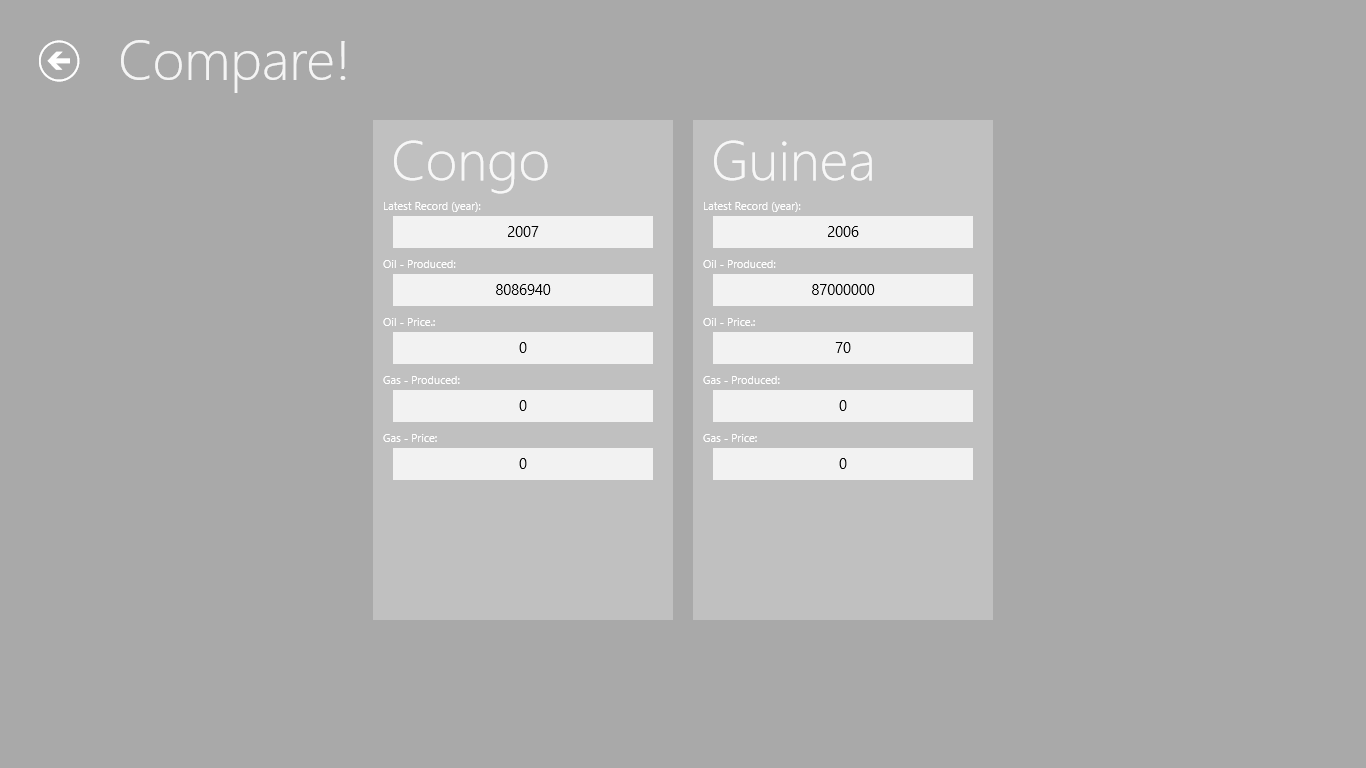 Compare!
Congo
Latest Record (year):
2007
Oil - Produced:
8086940
Oil - Price.:
0
Gas - Produced:
0
Gas - Price:
0
Guinea
Latest Record (year):
2006
Oil - Produced:
87000000
Oil - Price.:
70
Gas - Produced:
0
Gas - Price:
0